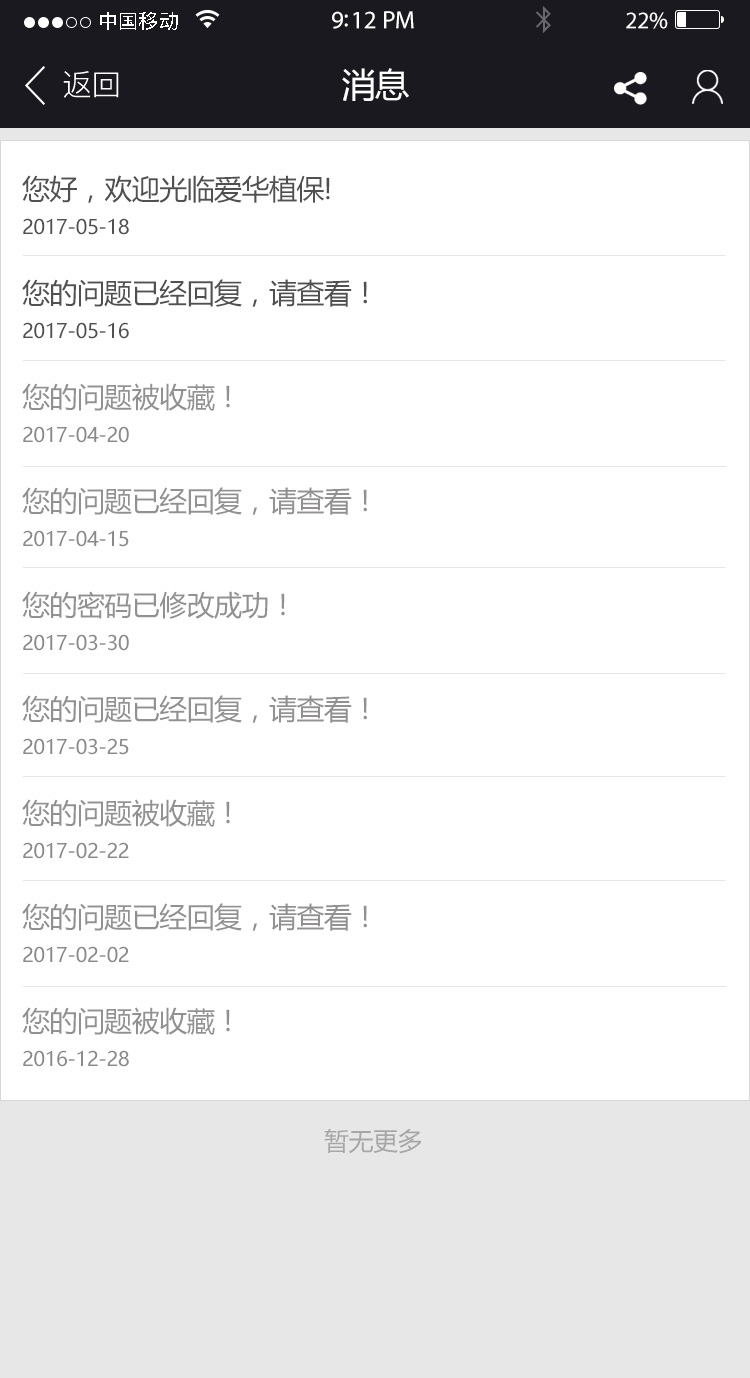 中国移动 9:12 PM 22%
返回 消息
您好，欢迎光临爱华植保!
2017-05-18
您的问题已经回复，请查看！
2017-05-16
您的问题被收藏！
2017-04-20
您的问题已经回复，请查看！
2017-04-15
您的密码已修改成功！
2017-03-30
您的问题已经回复，请查看！
2017-03-25
您的问题被收藏！
2017-02-22
您的问题已经回复，请查看！
2017-02-02
您的问题被收藏！
2016-12-28
暂无更多